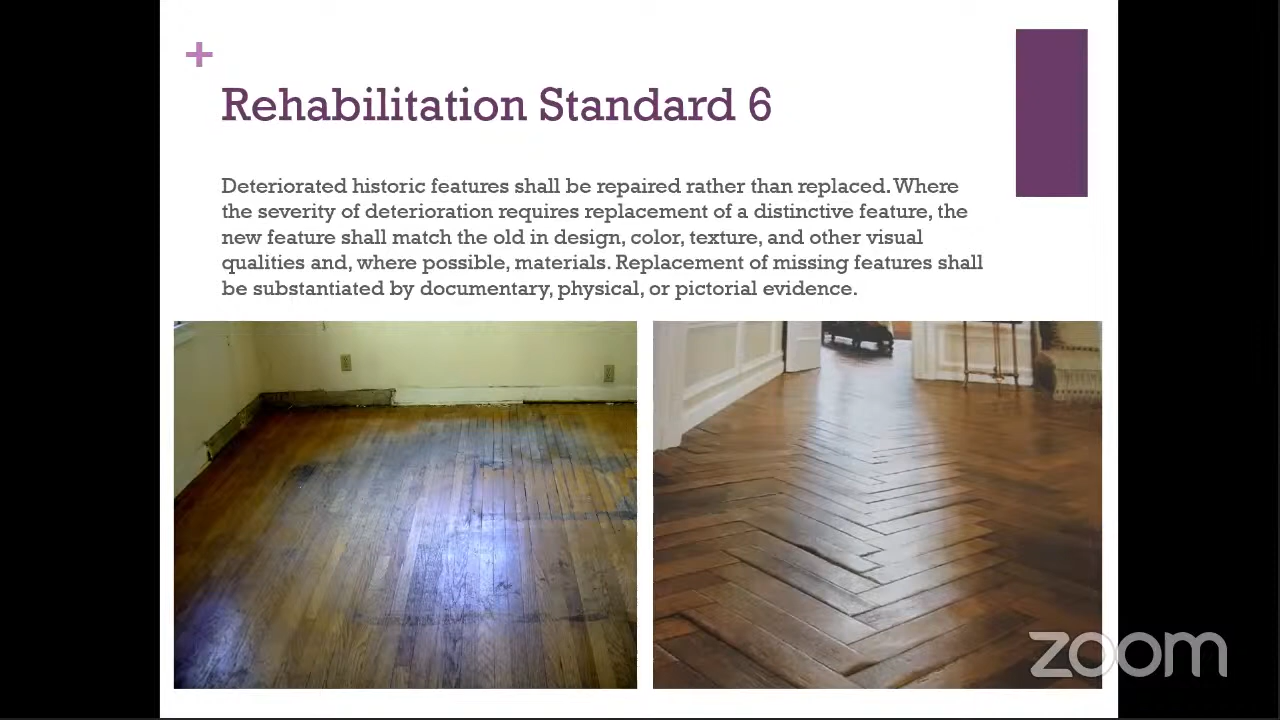 +
Rehabilitation Standard 6
Deteriorated historic features shall be repaired rather than replaced. Where
the severity of deterioration requires replacement of a distinctive feature, the
new feature shall match the old in design, color, texture, and other visual
qualities and, where possible, materials. Replacement of missing features shall
be substantiated by documentary, physical, or pictorial evidence.
zoom